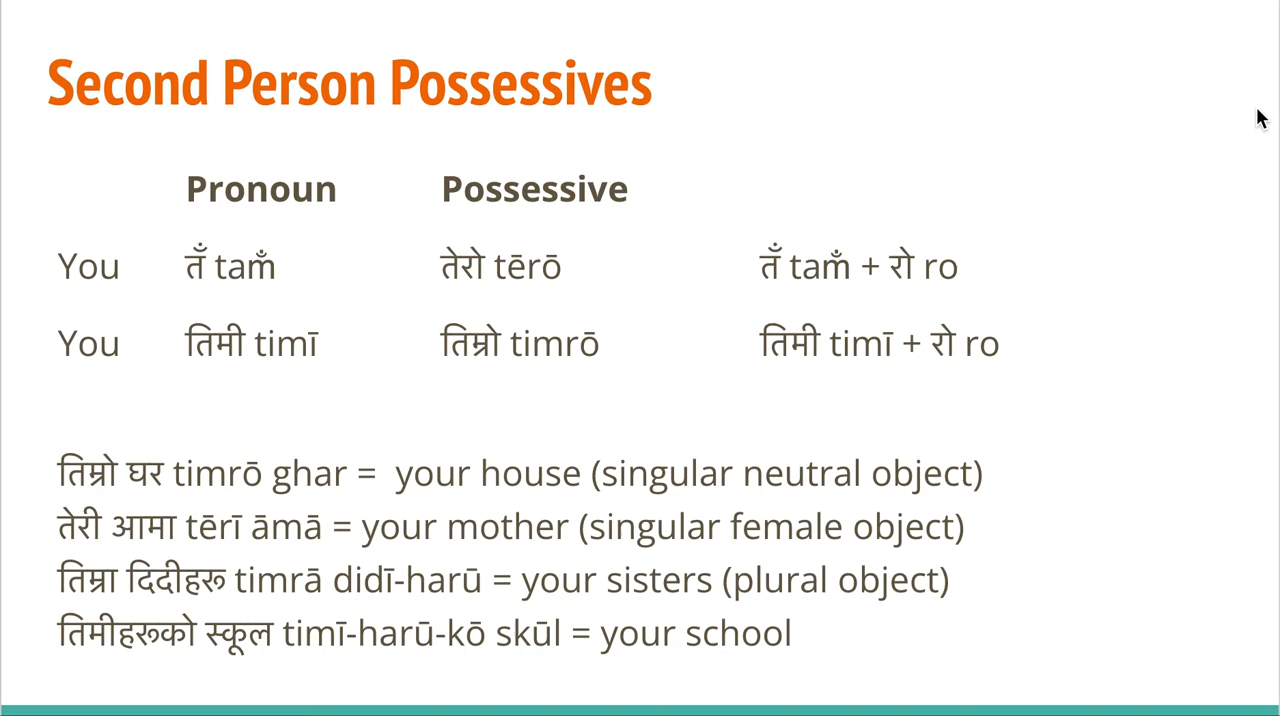 Second Person Possessives
Pronoun Possessive
You तँ tam̐ तेरो tērō तँ tam̐ + रो ro
You तिमी timī तिम्रो timrō तिमी timī + रो ro
तिम्रो घर timrō ghar = your house (singular neutral object)
तेरी आमा tērī āmā = your mother (singular female object)
तिम्रा दिदीहरू timrā didī-harū = your sisters (plural object)
तिमीहरूको स्कूल timī-harū-kō skūl = your school